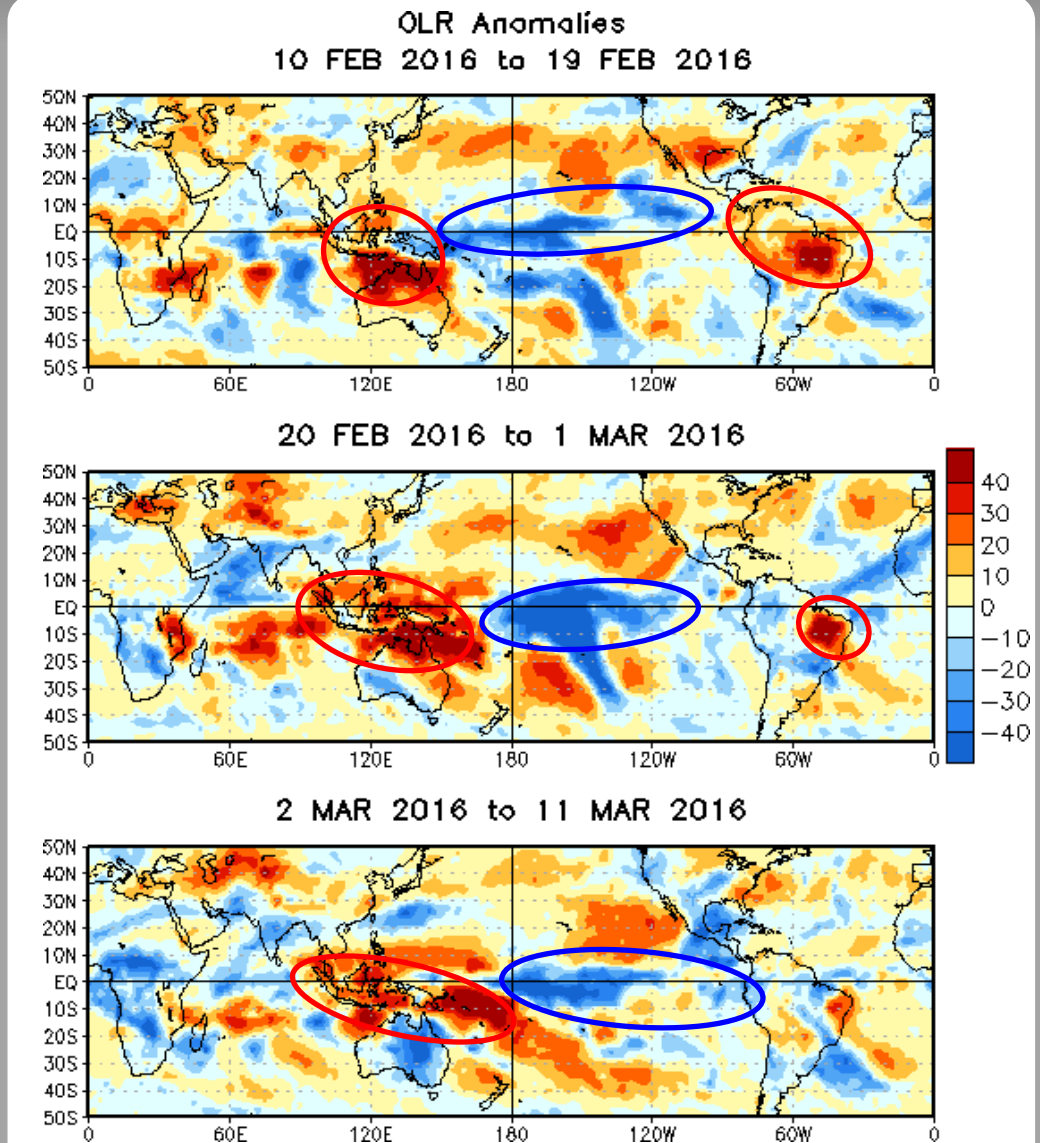 OLR Anomalies
10 FEB 2016 to 19 FEB 2016
50N
40N
30N
20N
10N
EQ
10S
20S
30S
40S
50S
0 60E 120E 180 120W 60W 0
20 FEB 2016 to 1 MAR 2016
50N
40N
30N
20N
10N
EQ
10S
20S
30S
40S
50S
0 60E 120E 180 120W 60W 0
40
30
20
10
0
−10
−20
−30
−40
2 MAR 2016 to 11 MAR 2016
50N
40N
30N
20N
10N
EQ
10S
20S
30S
40S
50S
0 60E 120E 180 120W 60W 0